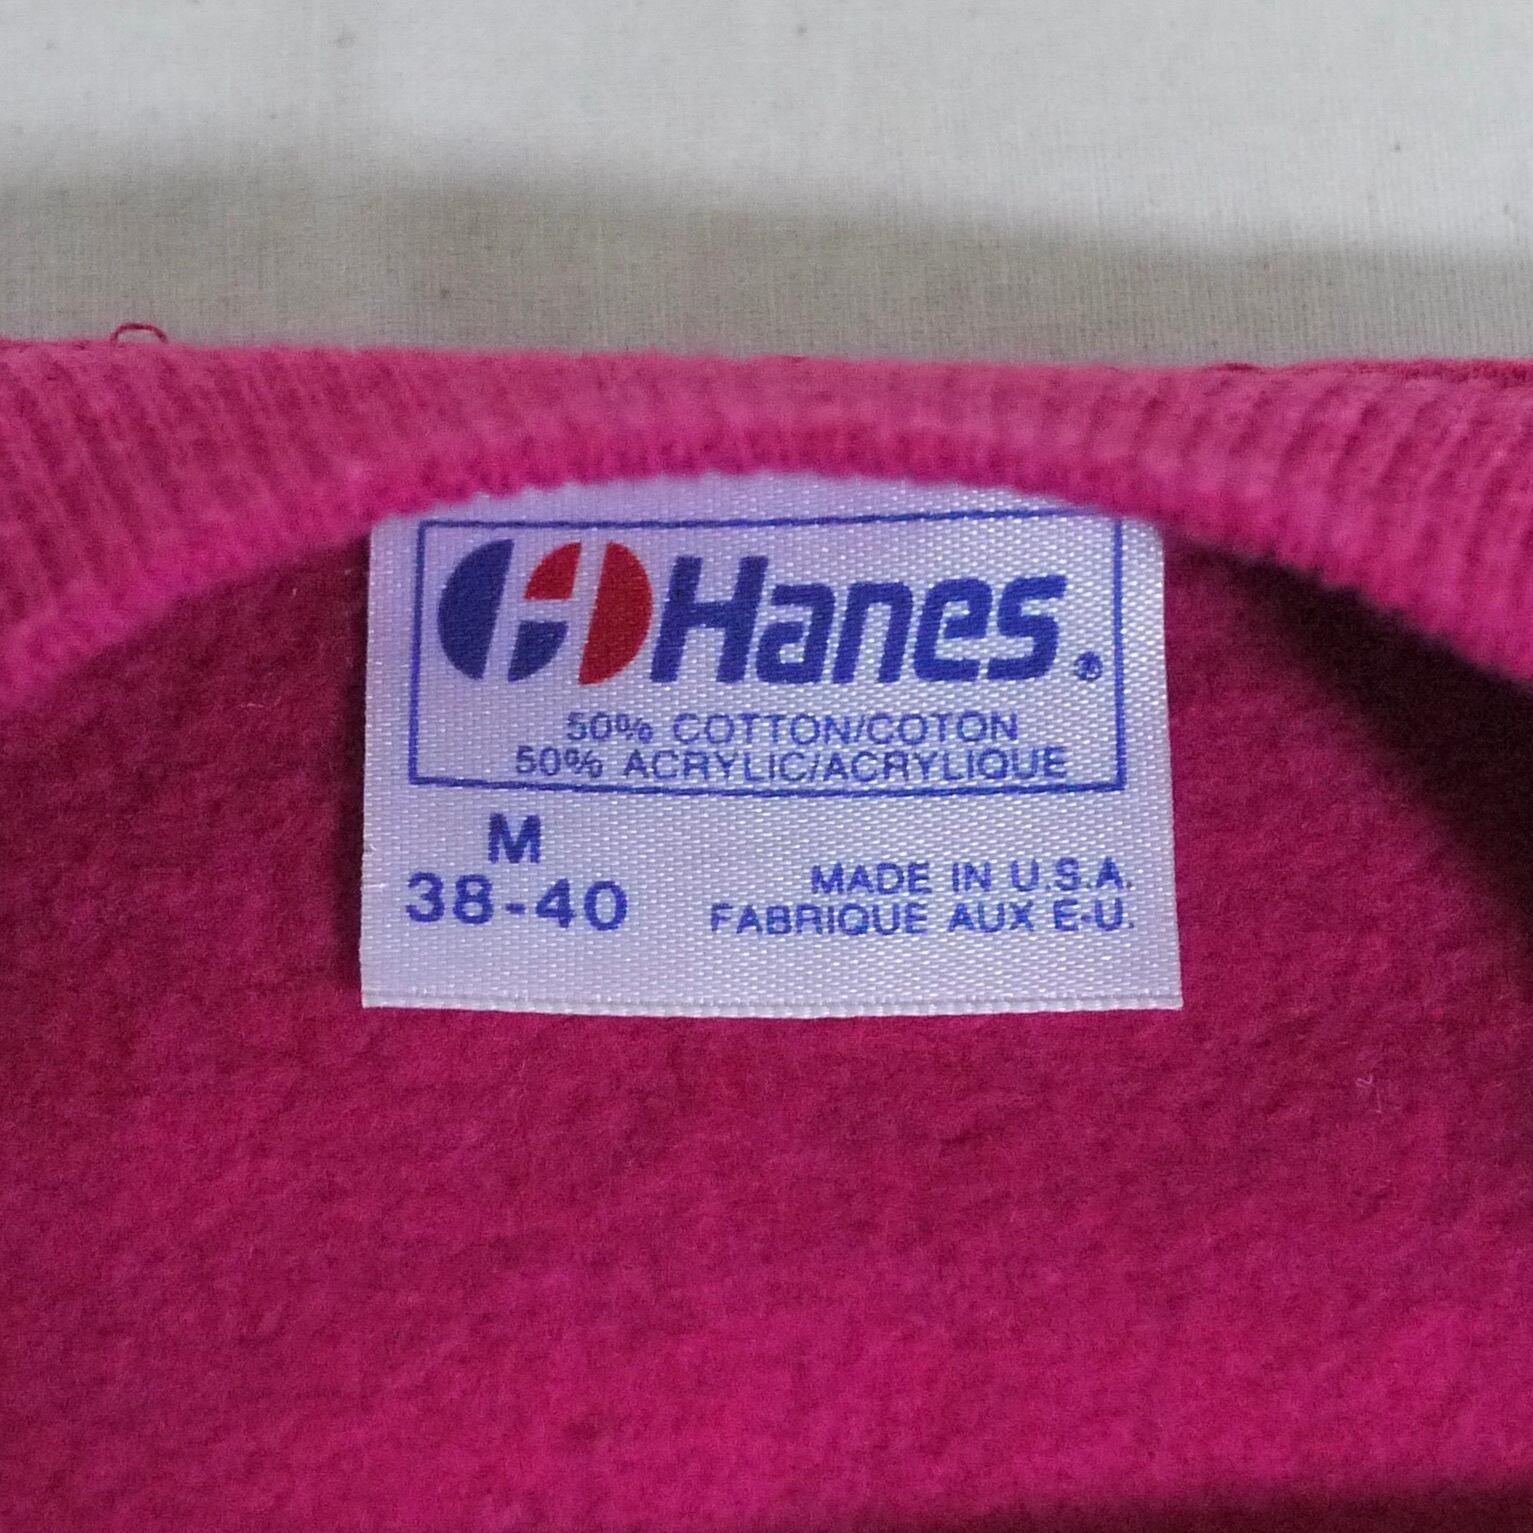 Hanes®
50% COTTON/COTON
50% ACRYLIC/ACRYLIQUE
M
38-40
MADE IN U.S.A.
FABRIQUE AUX E-U.